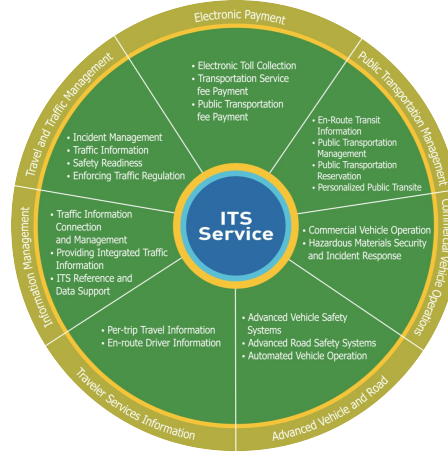 Electronic Payment
• Electronic Toll Collection
• Transportation Service
fee Payment
• Public Transportation
fee Payment
Public Transportation Management
• En-Route Transit
Information
• Public Transportation
Management
• Public Transportation
Reservation
• Personalized Public Transite
Commercial Vehicle Operations
• Commercial Vehicle Operation
• Hazardous Materials Security
and Incident Response
Advanced Vehicle and Road
• Advanced Vehicle Safety
Systems
• Advanced Road Safety Systems
• Automated Vehicle Operation
Traveler Services Information
• Per-trip Travel Information
• En-route Driver Information
Information Management
• Traffic Information
Connection
and Management
• Providing Integrated Traffic
Information
• ITS Reference and
Data Support
Travel and Traffic Management
• Incident Management
• Traffic Information
• Safety Readiness
• Enforcing Traffic Regulation
ITS
Service